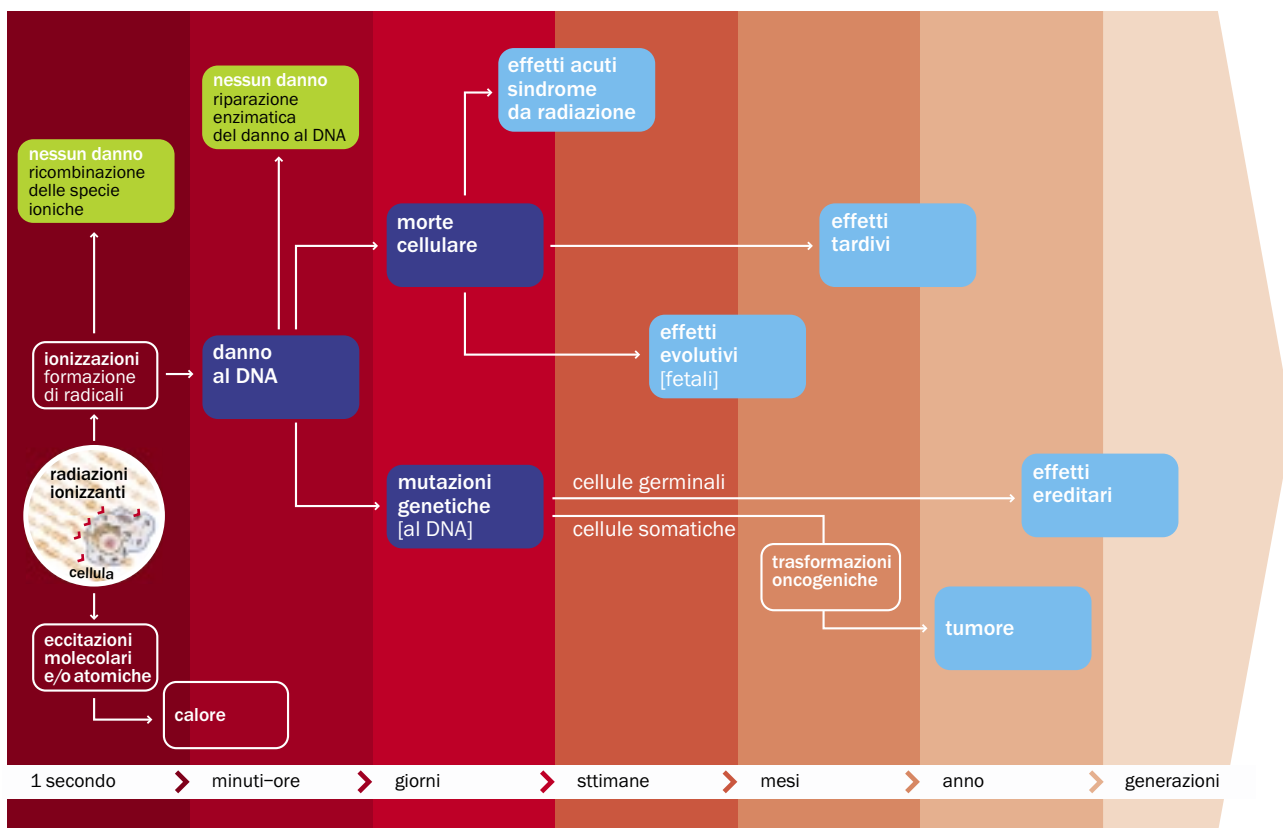 effetti acuti
sindrome
da radiazione
nessun danno
riparazione
enzimatica
del danno al DNA
nessun danno
ricombinazione
delle specie
ioniche
morte
cellulare
effetti
tardivi
ionizzazioni
formazione
di radicali
danno
al DNA
effetti
evolutivi
[fetali]
radiazioni
ionizzanti
cellula
mutazioni
genetiche
[al DNA]
cellule germinali
cellule somatiche
effetti
ereditari
trasformazioni
oncogeniche
tumore
eccitazioni
molecolari
e/o atomiche
calore
1 secondo
minuti–ore
giorni
sttimane
mesi
anno
generazioni